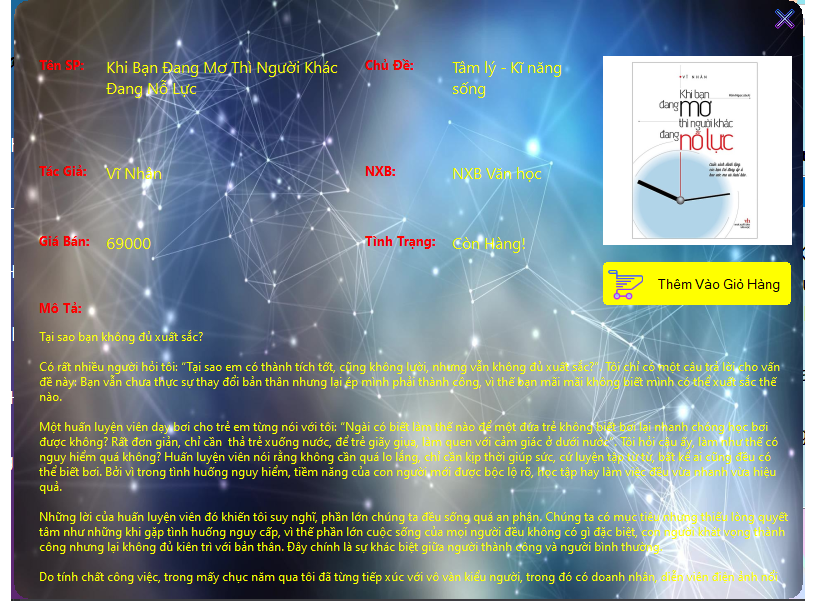 Tên SP:
Khi Bạn Đang Mơ Thì Người Khác
Đang Nỗ Lực
Chủ Đề:
Tâm lý - Kĩ năng
sống
Tác Giả:
Vĩ Nhân
NXB:
NXB Văn học
Giá Bán:
69000
Tình Trạng:
Còn Hàng!
VĨ NHÂN
Khi bạn
đang mơ
thì người khác
đang nỗ lực
Thêm Vào Giỏ Hàng
Mô Tả:
Tại sao bạn không đủ xuất sắc?
Có rất nhiều người hỏi tôi: “Tại sao em có thành tích tốt, cũng không lười, nhưng vẫn không đủ xuất sắc?”. Tôi chỉ có một câu trả lời cho vấn
đề này: Bạn vẫn chưa thực sự thay đổi bản thân nhưng lại ép mình phải thành công, vì thế bạn mãi mãi không biết mình có thể xuất sắc thế
nào.
Một huấn luyện viên dạy bơi cho trẻ em từng nói với tôi: “Ngài có biết làm thế nào để một đứa trẻ không biết bơi lại nhanh chóng học bơi
được không? Rất đơn giản, chỉ cần  thả trẻ xuống nước, để trẻ giãy giụa, làm quen với cảm giác ở dưới nước”. Tôi hỏi cậu ấy, làm như thế có
nguy hiểm quá không? Huấn luyện viên nói rằng không cần quá lo lắng, chỉ cần kịp thời giúp sức, cứ luyện tập từ từ, bất kể ai cũng đều có
thể biết bơi. Bởi vì trong tình huống nguy hiểm, tiềm năng của con người mới được bộc lộ rõ, học tập hay làm việc đều vừa nhanh vừa hiệu
quả.
Những lời của huấn luyện viên đó khiến tôi suy nghĩ, phần lớn chúng ta đều sống quá an phận. Chúng ta có mục tiêu nhưng thiếu lòng quyết
tâm như những khi gặp tình huống nguy cấp, vì thế phần lớn cuộc sống của mọi người đều không có gì đặc biệt, con người khát vọng thành
công nhưng lại không đủ kiên trì với bản thân. Đây chính là sự khác biệt giữa người thành công và người bình thường.
Do tính chất công việc, trong mấy chục năm qua tôi đã từng tiếp xúc với vô vàn kiểu người, trong đó có doanh nhân, diễn viên điện ảnh nổi